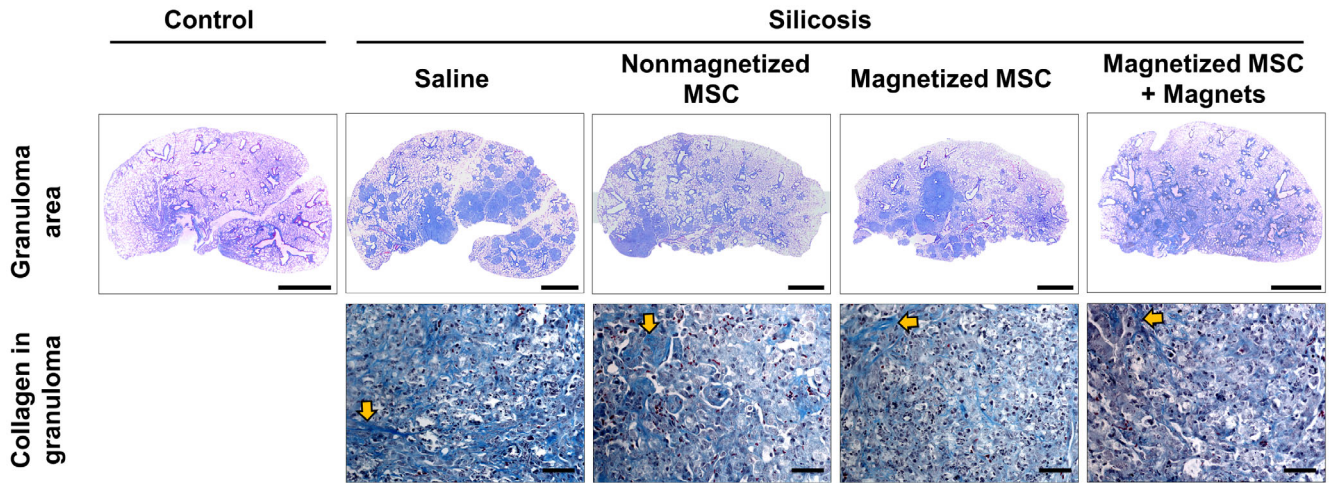 Control
Silicosis
Saline
Nonmagnetized
MSC
Magnetized MSC
Magnetized MSC
+ Magnets
Granuloma
area
Collagen in
granuloma